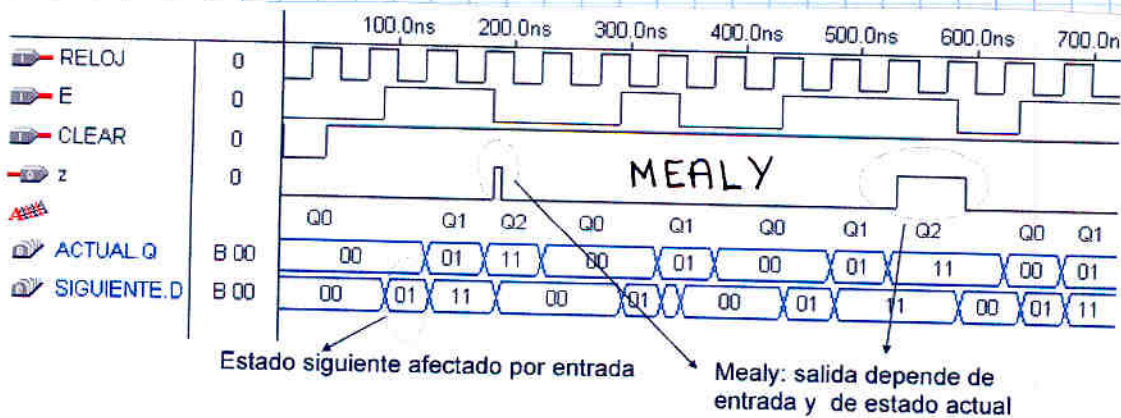 100.0ns 200.0ns 300.0ns 400.0ns 500.0ns 600.0ns 700.0n
RELOJ 0
E 0
CLEAR 0
z 0
MEALY
Q0 Q1 Q2 Q0 Q1 Q0 Q1 Q2 Q0 Q1
ACTUAL.Q B 00 00 01 11 00 01 00 01 11 00 01
SIGUIENTE.D B 00 00 01 11 00 01 00 01 11 00 01 11
Estado siguiente afectado por entrada
Mealy: salida depende de
entrada y de estado actual